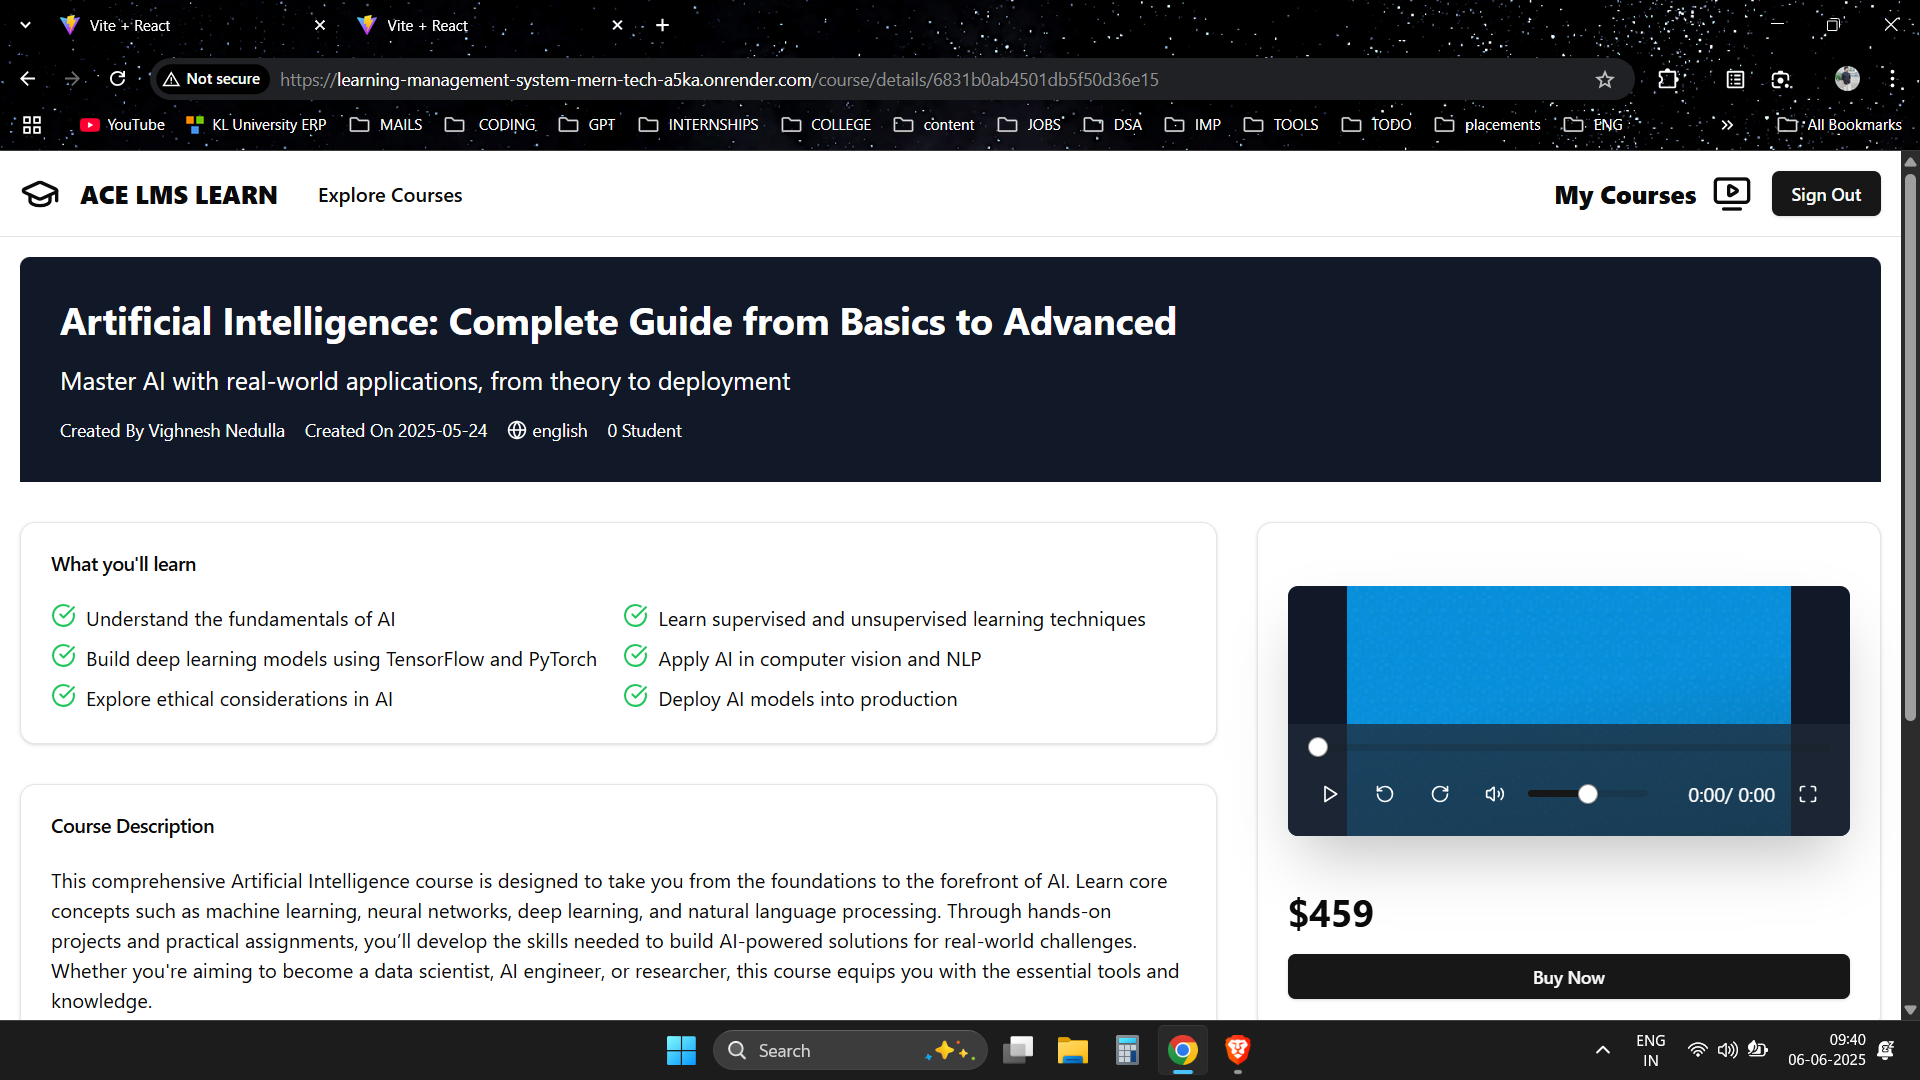 Vite + React
Vite + React
Not secure
https://learning-management-system-mern-tech-a5ka.onrender.com/course/details/6831b0ab4501db5f50d36e15
YouTube
KL University ERP
MAILS
CODING
GPT
INTERNSHIPS
COLLEGE
content
JOBS
DSA
IMP
TOOLS
TODO
placements
ENG
»
All Bookmarks
ACE LMS LEARN
Explore Courses
My Courses
Sign Out
Artificial Intelligence: Complete Guide from Basics to Advanced
Master AI with real-world applications, from theory to deployment
Created By Vighnesh Nedulla
Created On 2025-05-24
english
0 Student
What you'll learn
Understand the fundamentals of AI
Learn supervised and unsupervised learning techniques
Build deep learning models using TensorFlow and PyTorch
Apply AI in computer vision and NLP
Explore ethical considerations in AI
Deploy AI models into production
0:00/ 0:00
Course Description
This comprehensive Artificial Intelligence course is designed to take you from the foundations to the forefront of AI. Learn core
concepts such as machine learning, neural networks, deep learning, and natural language processing. Through hands-on
projects and practical assignments, you’ll develop the skills needed to build AI-powered solutions for real-world challenges.
Whether you're aiming to become a data scientist, AI engineer, or researcher, this course equips you with the essential tools and
knowledge.
$459
Buy Now
Search
ENG
IN
09:40
06-06-2025